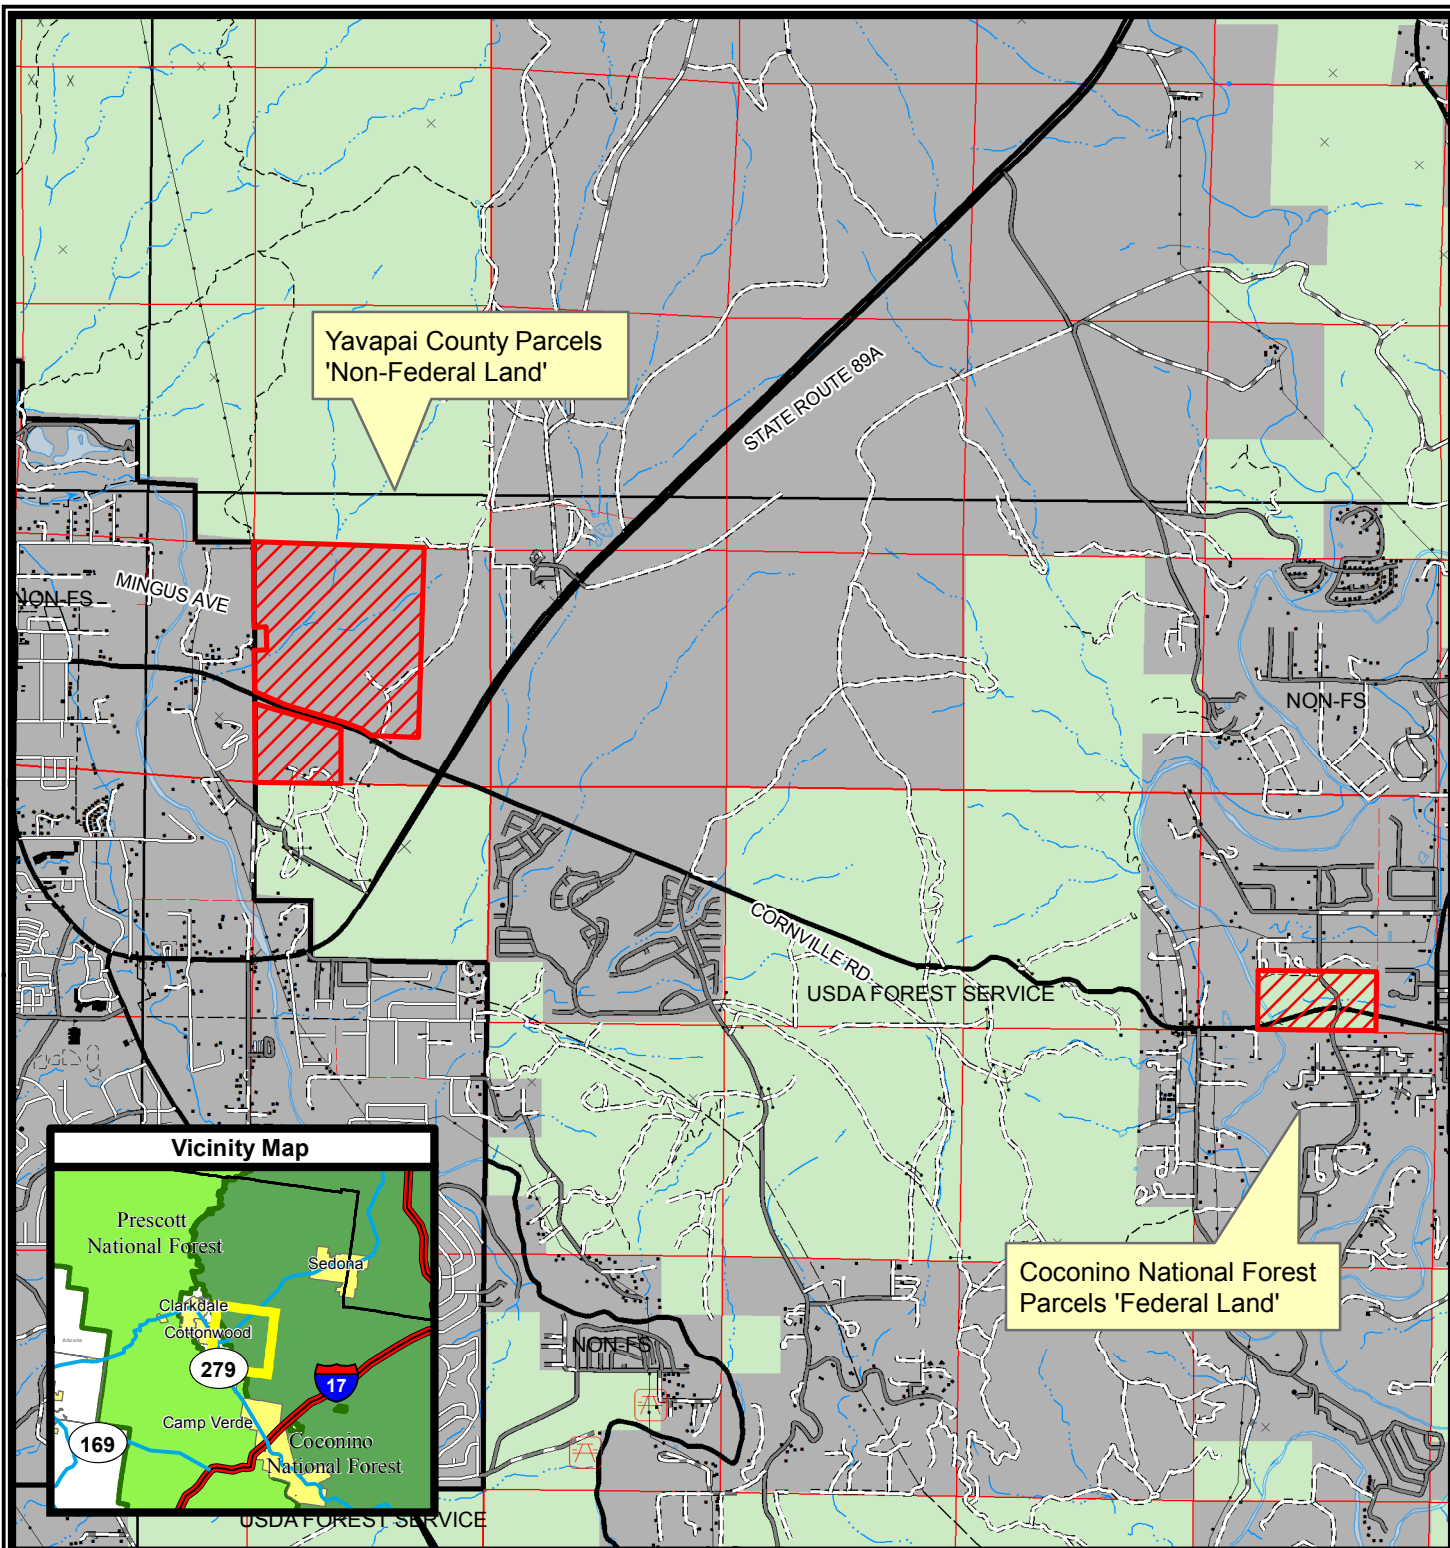 Yavapai County Parcels
'Non-Federal Land'
STATE ROUTE 89A
MINGUS AVE
NON-FS
NON-FS
CORNVILLE RD
USDA FOREST SERVICE
Coconino National Forest
Parcels 'Federal Land'
NON-FS
USDA FOREST SERVICE
Vicinity Map
Prescott
National Forest
Sedona
Clarkdale
Cottonwood
Arizona
279
17
Camp Verde
169
Coconino
National Forest